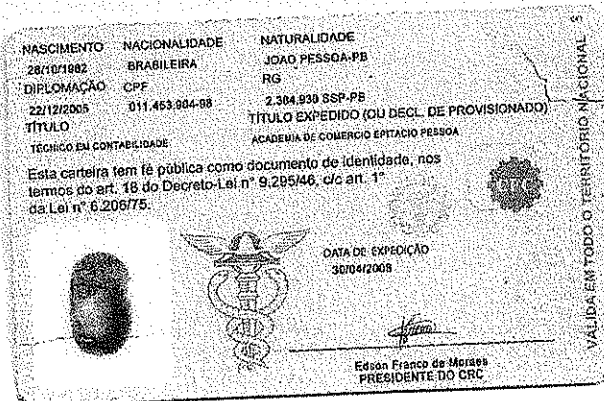 NASCIMENTO NACIONALIDADE NATURALIDADE
28/10/1982 BRASILEIRA JOAO PESSOA-PB
DIPLOMAÇÃO CPF RG
22/12/2005 011.453.904-98 2.384.930 SSP-PB
TÍTULO TÍTULO EXPEDIDO (OU DECL. DE PROVISIONADO)
TECNICO EM CONTABILIDADE ACADEMIA DE COMERCIO EPITACIO PESSOA
Esta carteira tem fé pública como documento de identidade, nos
termos do art. 18 do Decreto-Lei n° 9.295/46, c/c art. 1°
da Lei n° 6.206/75.
CRC
DATA DE EXPEDIÇÃO
30/04/2008
Edson Franco de Moraes
PRESIDENTE DO CRC
VÁLIDA EM TODO O TERRITÓRIO NACIONAL